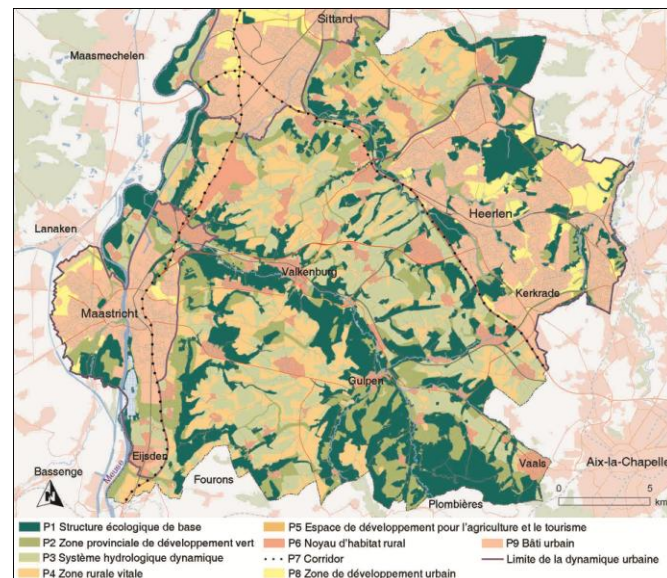 Sittard
Maasmechelen
Lanaken
Heerlen
Valkenburg
Kerkrade
Maastricht
Gulpen
Eijsden
Vaals
Aix-la-Chapelle
Bassenge
Meuse
Fourons
Plombières
N
0 5
km
P1 Structure écologique de base
P2 Zone provinciale de développement vert
P3 Système hydrologique dynamique
P4 Zone rurale vitale
P5 Espace de développement pour l'agriculture et le tourisme
P6 Noyau d'habitat rural
P7 Corridor
P8 Zone de développement urbain
P9 Bâti urbain
Limite de la dynamique urbaine